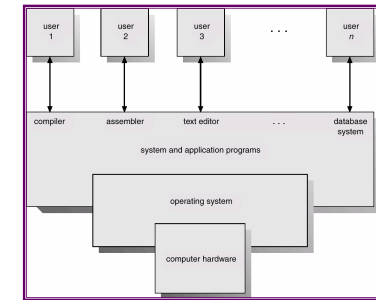 user user user . . . user
1 2 3 n
compiler assembler text editor . . . database
system
system and application programs
operating system
computer hardware